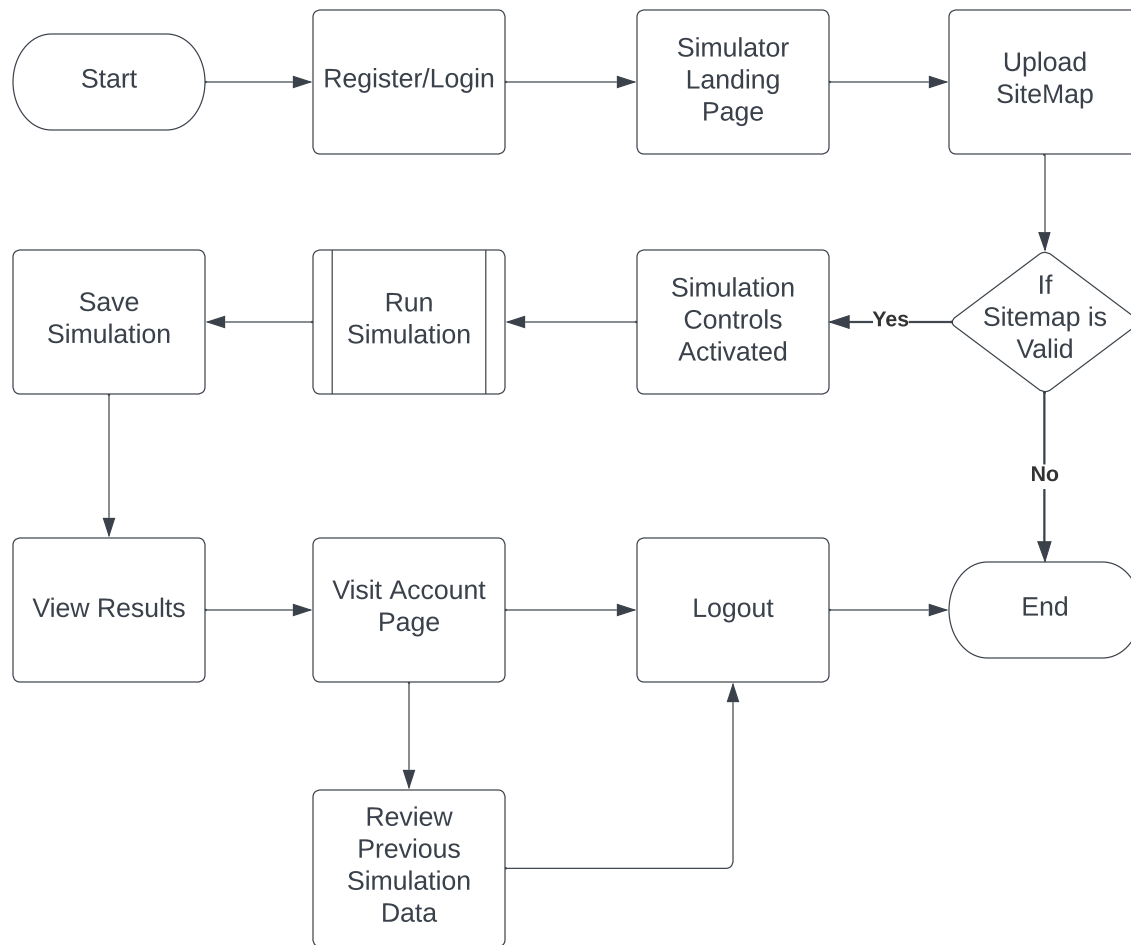 Start
Register/Login
Simulator
Landing
Page
Upload
SiteMap
Save
Simulation
Run
Simulation
Simulation
Controls
Activated
Yes
If
Sitemap is
Valid
No
View Results
Visit Account
Page
Logout
End
Review
Previous
Simulation
Data